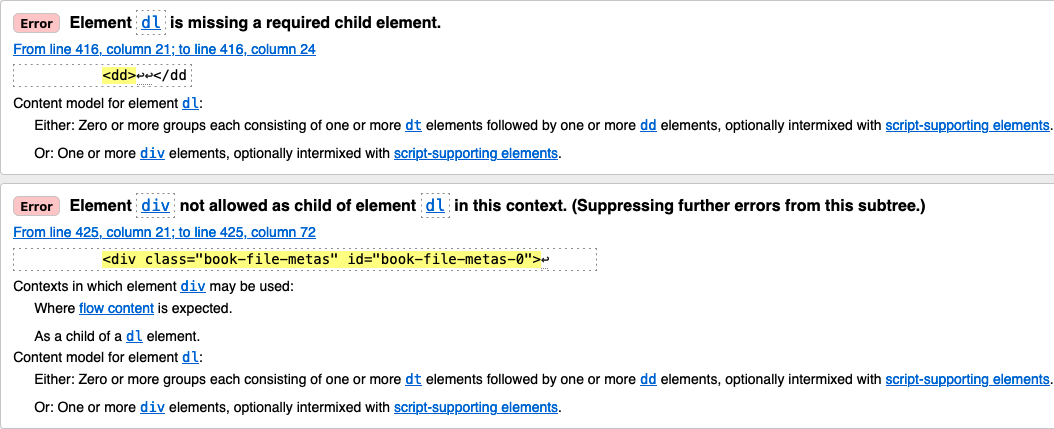 Error Element dl is missing a required child element.
From line 416, column 21; to line 416, column 24
<dd>↩↩</dd
Content model for element dl:
Either: Zero or more groups each consisting of one or more dt elements followed by one or more dd elements, optionally intermixed with script-supporting elements.
Or: One or more div elements, optionally intermixed with script-supporting elements.
Error Element div not allowed as child of element dl in this context. (Suppressing further errors from this subtree.)
From line 425, column 21; to line 425, column 72
<div class="book-file-metas" id="book-file-metas-0">↩
Contexts in which element div may be used:
Where flow content is expected.
As a child of a dl element.
Content model for element dl:
Either: Zero or more groups each consisting of one or more dt elements followed by one or more dd elements, optionally intermixed with script-supporting elements.
Or: One or more div elements, optionally intermixed with script-supporting elements.